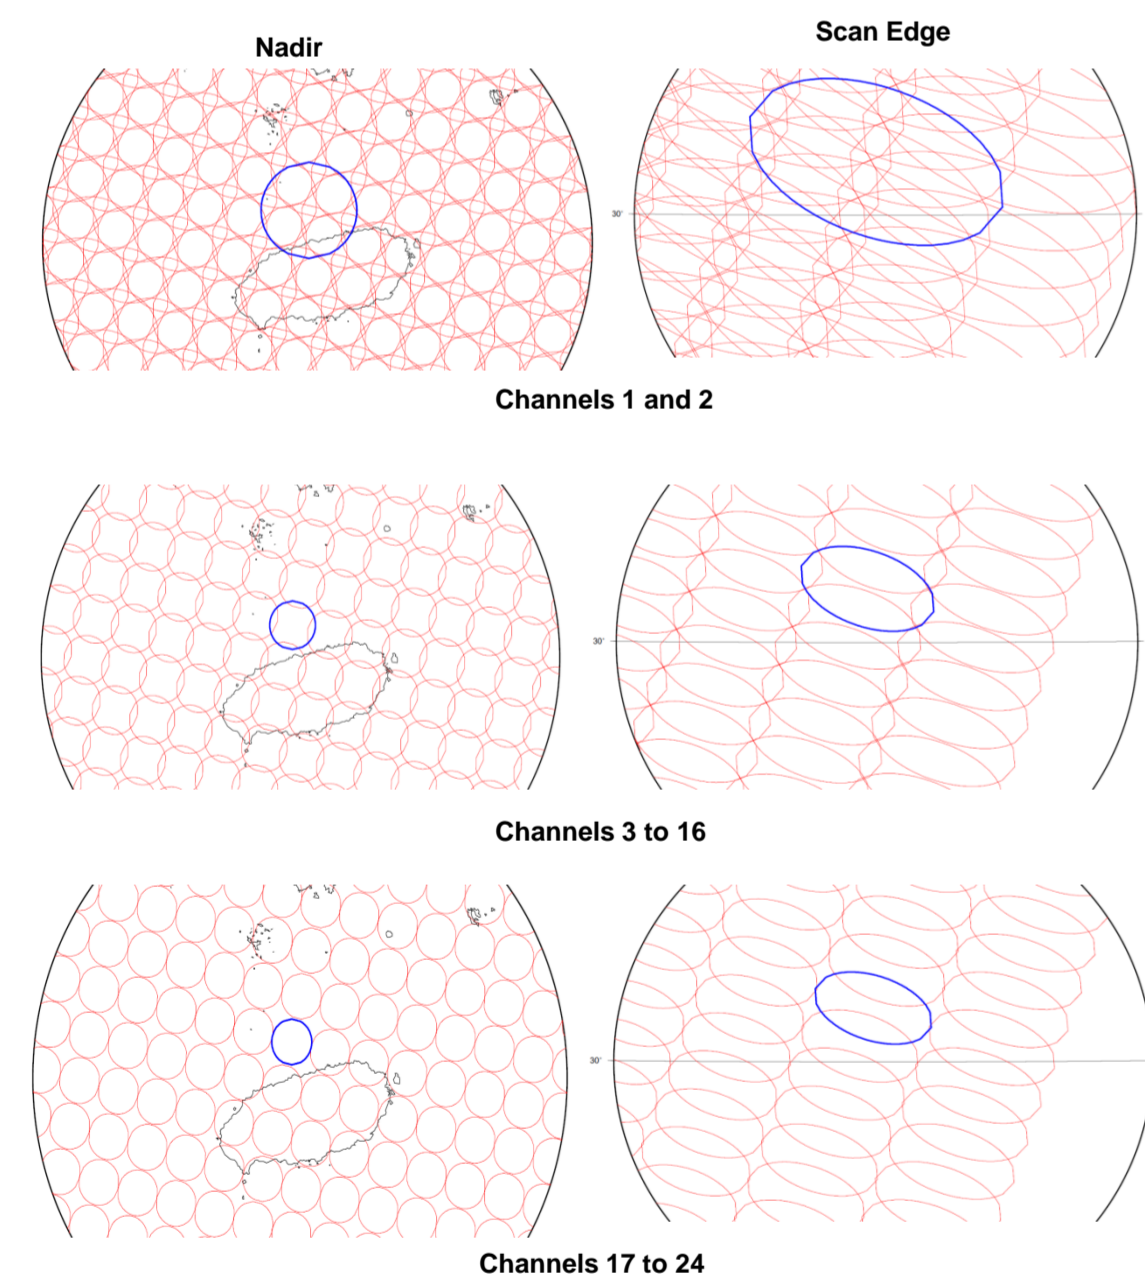 Nadir
Scan Edge
30'
Channels 1 and 2
30'
Channels 3 to 16
30'
Channels 17 to 24